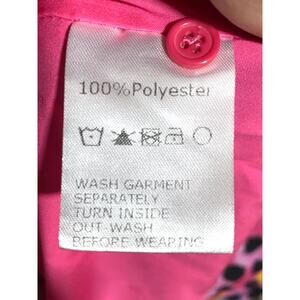 100%Polyester
WASH GARMENT
SEPARATELY
TURN INSIDE
OUT-WASH
BEFORE WEARING